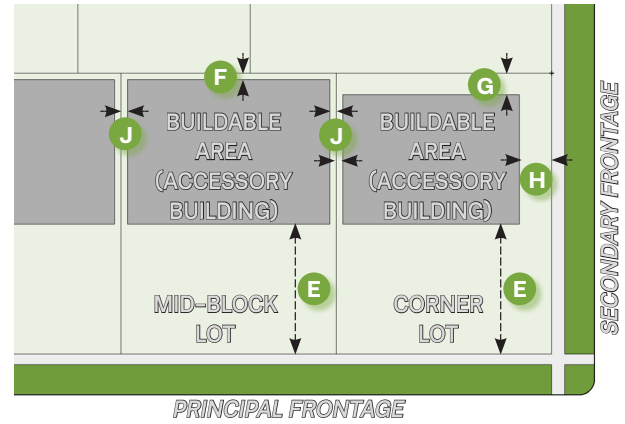 F
G
J
BUILDABLE
AREA
(ACCESSORY
BUILDING)
J
BUILDABLE
AREA
(ACCESSORY
BUILDING)
H
E
E
MID–BLOCK
LOT
CORNER
LOT
PRINCIPAL FRONTAGE
SECONDARY FRONTAGE